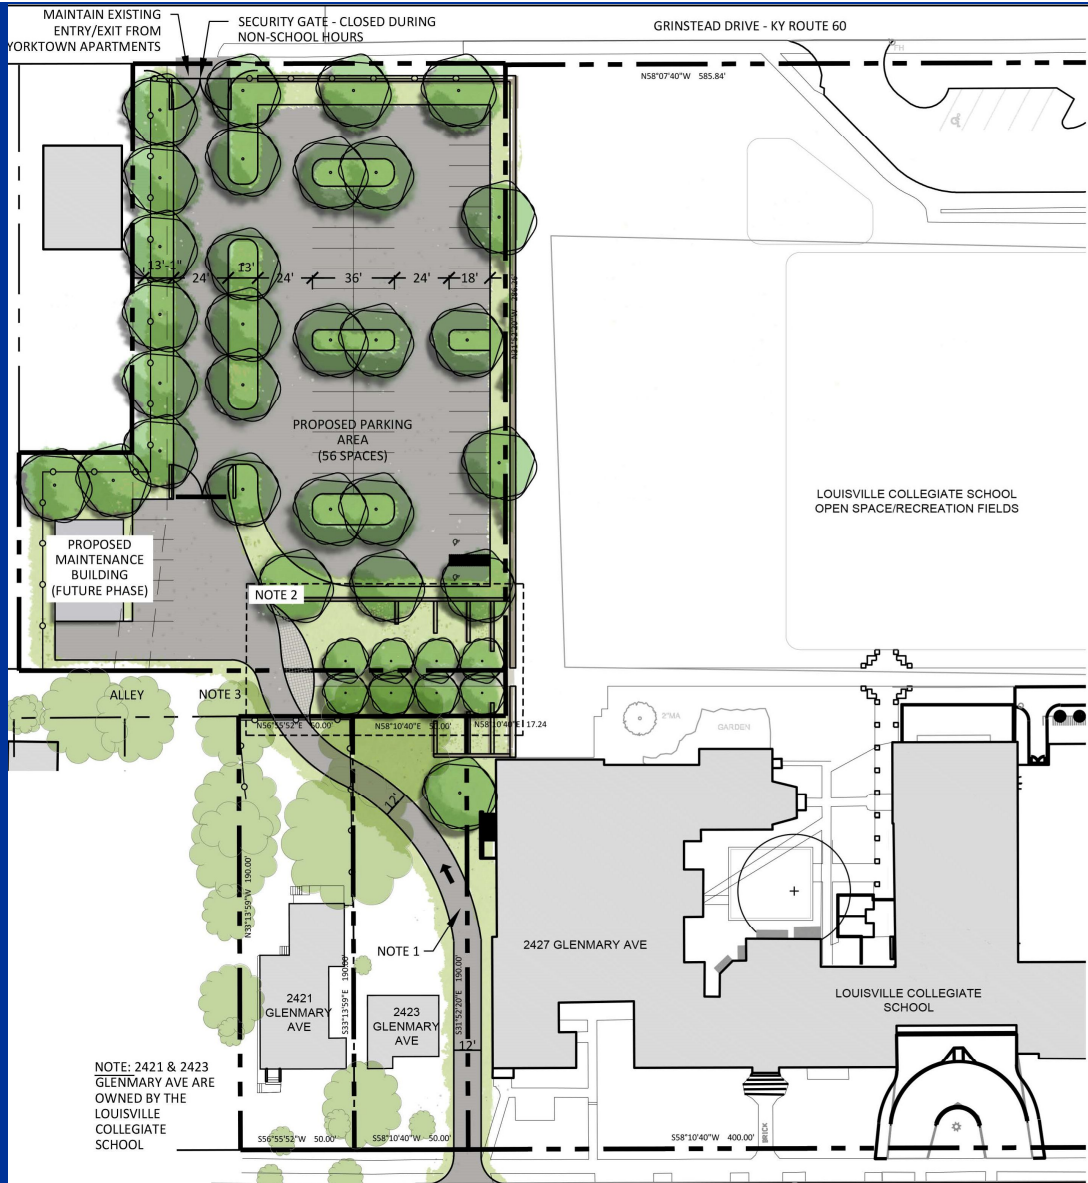 MAINTAIN EXISTING
ENTRY/EXIT FROM
YORKTOWN APARTMENTS
SECURITY GATE - CLOSED DURING
NON-SCHOOL HOURS
GRINSTEAD DRIVE - KY ROUTE 60
N58°07'40"W 585.84'
13'-1"
24'
13'
24'
36'
24'
18'
PROPOSED PARKING
AREA
(56 SPACES)
LOUISVILLE COLLEGIATE SCHOOL
OPEN SPACE/RECREATION FIELDS
PROPOSED
MAINTENANCE
BUILDING
(FUTURE PHASE)
NOTE 2
ALLEY
NOTE 3
N56°55'52"E 60.00'
N58°10'40"E
N58°10'40"E 17.24
2"MA
GARDEN
12'
N33°13'59"W 190.00'
NOTE 1
2427 GLENMARY AVE
2421
GLENMARY
AVE
S33°13'59"E 190.00'
2423
GLENMARY
AVE
S31°52'20"E 190.00'
12'
LOUISVILLE COLLEGIATE
SCHOOL
NOTE: 2421 & 2423
GLENMARY AVE ARE
OWNED BY THE
LOUISVILLE
COLLEGIATE
SCHOOL
S56°55'52"W 50.00'
S58°10'40"W 50.00'
S58°10'40"W 400.00'
BRICK